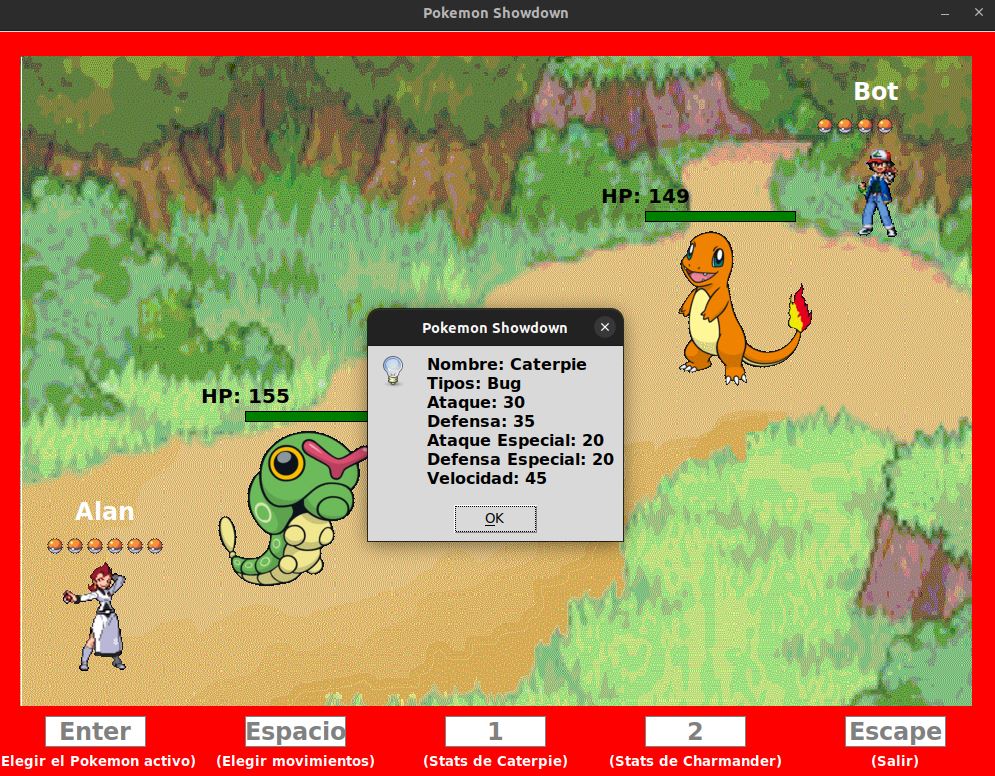 Pokemon Showdown
Bot
HP: 149
Pokemon Showdown
Nombre: Caterpie
Tipos: Bug
Ataque: 30
Defensa: 35
Ataque Especial: 20
Defensa Especial: 20
Velocidad: 45
OK
HP: 155
Alan
Enter
Espacio
1
2
Escape
(Elegir el Pokemon activo)
(Elegir movimientos)
(Stats de Caterpie)
(Stats de Charmander)
(Salir)